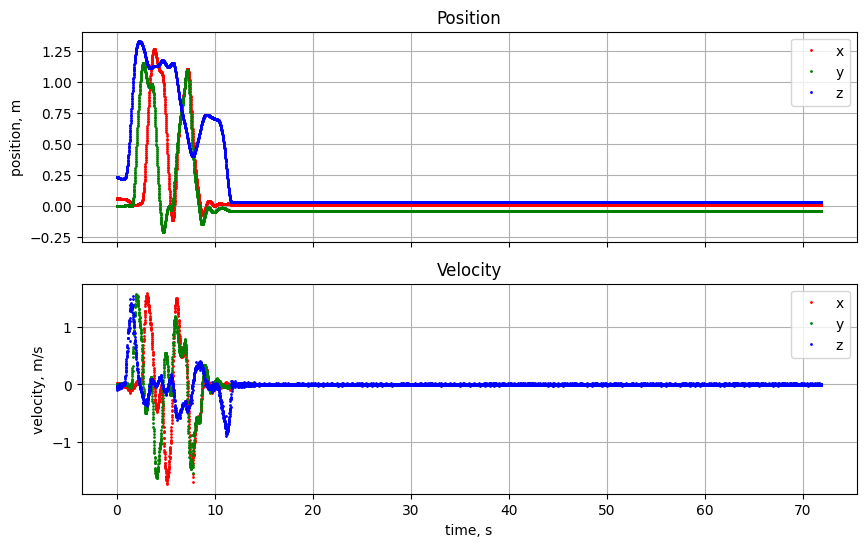 Position
1.25
1.00
0.75
0.50
0.25
0.00
−0.25
position, m
x
y
z
Velocity
1
0
−1
velocity, m/s
x
y
z
0
10
20
30
40
50
60
70
time, s